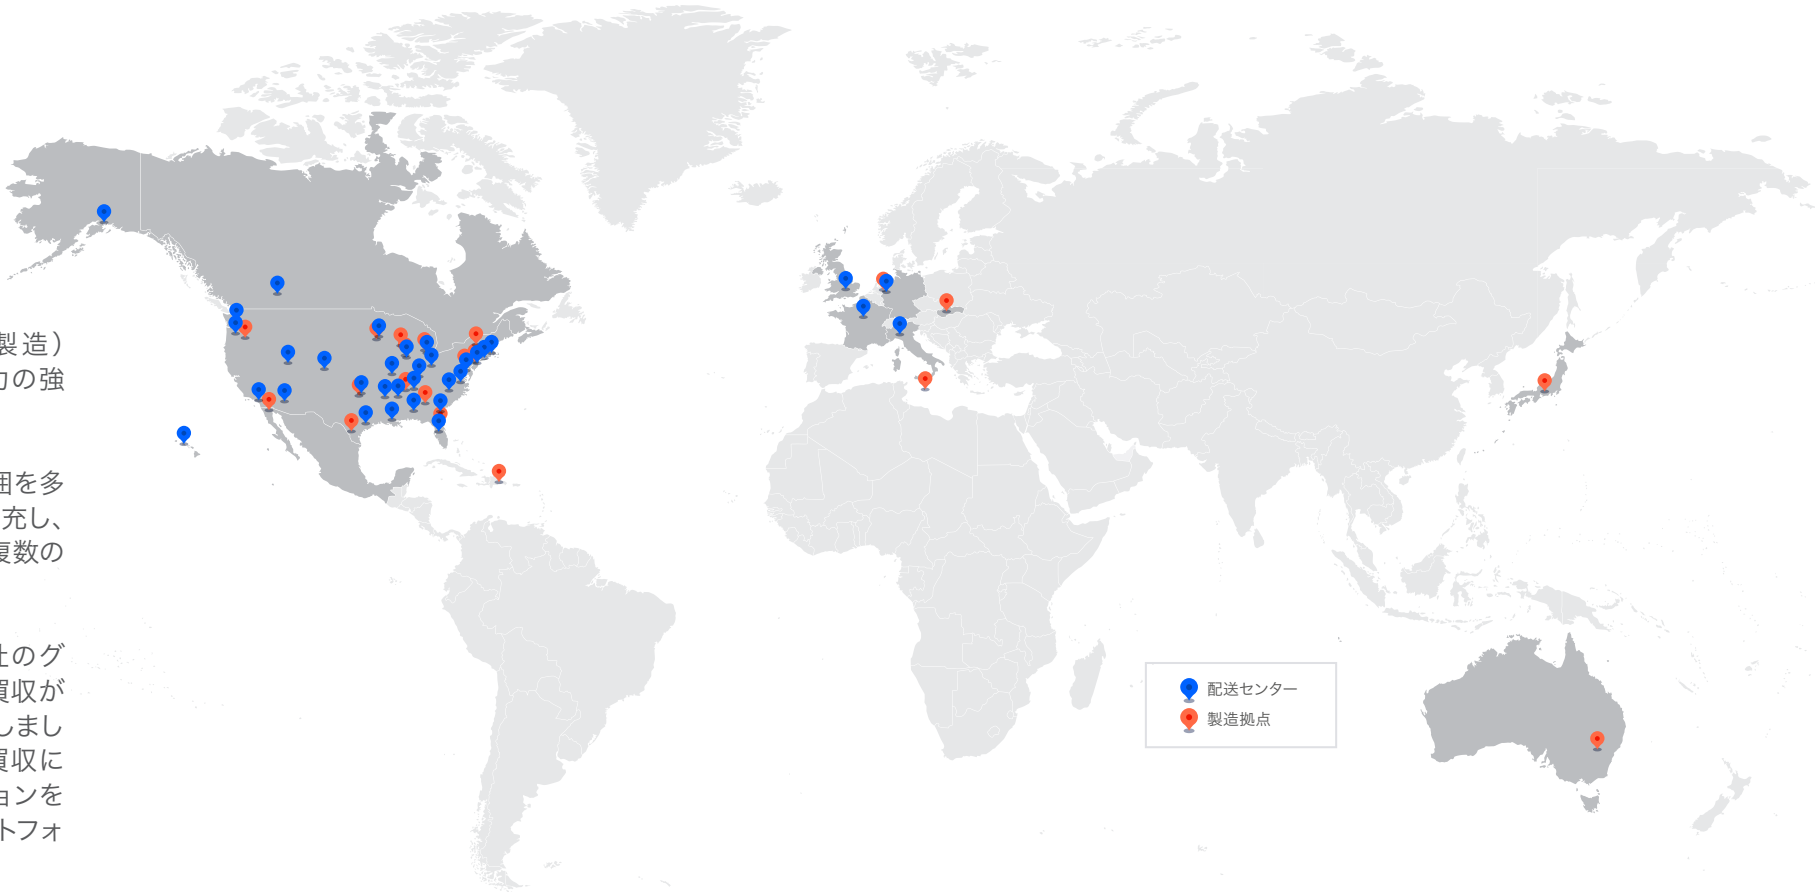 製造)
力の強
囲を多
充し、
複数の
社のグ
買収が
しまし
買収に
ョンを
トフォ
配送センター
製造拠点